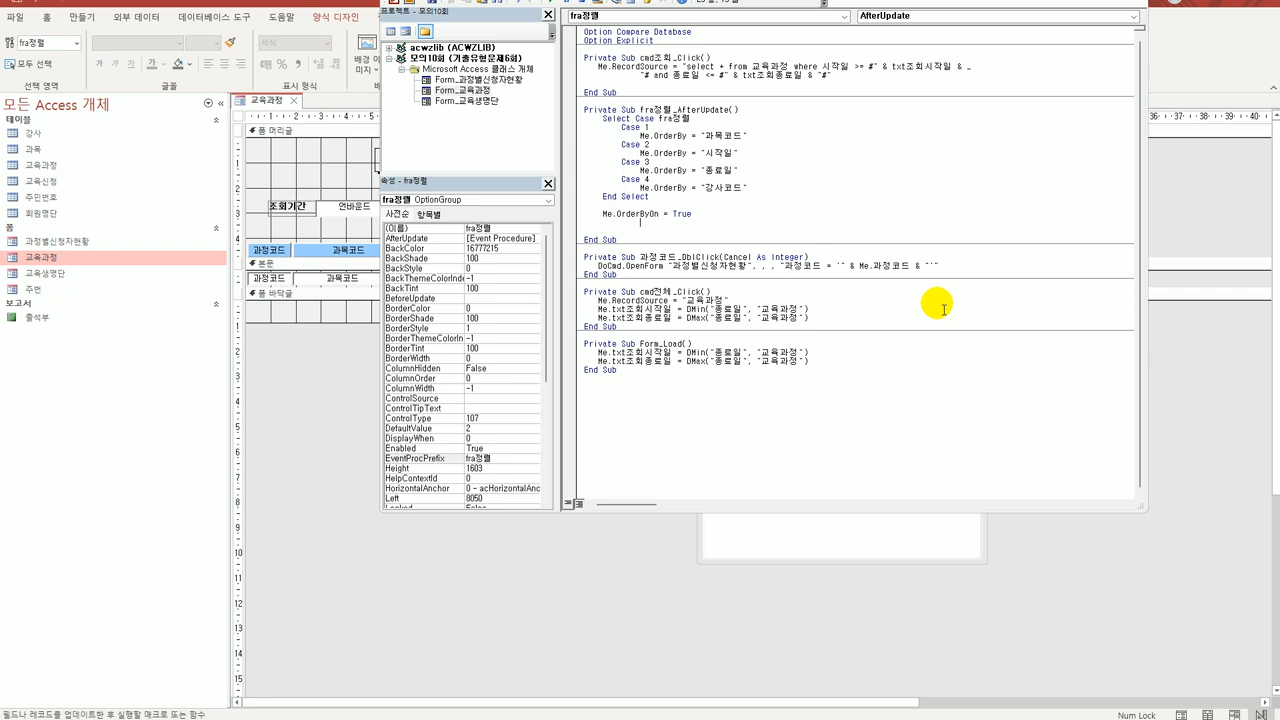 프로젝트 - 모의10회
fra정렬
AfterUpdate
파일
홈
만들기
외부 데이터
데이터베이스 도구
도움말
양식 디자인
fra정렬
서식
배경 이
미지
모두 선택
선택 영역
글꼴
표시 형식
모든 Access 개체
테이블
강사
과목
교육과정
교육신청
주민번호
회원명단
폼
과정별신청자현황
교육과정
교육생명단
주번
보고서
출석부
교육과정
폼 머리글
조회기간
언바운드
과정코드
과목코드
본문
과정코드
과목코드
폼 바닥글
acwzlib (ACWZLIB)
모의10회 (기출유형문제6회)
Microsoft Access 클래스 개체
Form_과정별신청자현황
Form_교육과정
Form_교육생명단
속성 - fra정렬
fra정렬 OptionGroup
사전순 항목별
(이름) fra정렬
AfterUpdate [Event Procedure]
BackColor 16777215
BackShade 100
BackStyle 0
BackThemeColorInde -1
BackTint 100
BeforeUpdate
BorderColor 0
BorderShade 100
BorderStyle 1
BorderThemeColorIn -1
BorderTint 100
BorderWidth 0
ColumnHidden False
ColumnOrder 0
ColumnWidth -1
ControlSource
ControlTipText
ControlType 107
DefaultValue 2
DisplayWhen 0
Enabled True
EventProcPrefix fra정렬
Height 1603
HelpContextId 0
HorizontalAnchor 0 - acHorizontalAnc
Left 8050
Option Compare Database
Option Explicit
Private Sub cmd조회_Click()
Me.RecordSource = "select * from 교육과정 where 시작일 >= #" & txt조회시작일 & _
"# and 종료일 <= #" & txt조회종료일 & "#"
End Sub
Private Sub fra정렬_AfterUpdate()
Select Case fra정렬
Case 1
Me.OrderBy = "과목코드"
Case 2
Me.OrderBy = "시작일"
Case 3
Me.OrderBy = "종료일"
Case 4
Me.OrderBy = "강사코드"
End Select
Me.OrderByOn = True
End Sub
Private Sub 과정코드_DblClick(Cancel As Integer)
DoCmd.OpenForm "과정별신청자현황", , , "과정코드 = '" & Me.과정코드 & "'"
End Sub
Private Sub cmd전체_Click()
Me.RecordSource = "교육과정"
Me.txt조회시작일 = DMin("종료일", "교육과정")
Me.txt조회종료일 = DMax("종료일", "교육과정")
End Sub
Private Sub Form_Load()
Me.txt조회시작일 = DMin("종료일", "교육과정")
Me.txt조회종료일 = DMax("종료일", "교육과정")
End Sub
필드나 레코드를 업데이트한 후 실행할 매크로 또는 함수
Num Lock